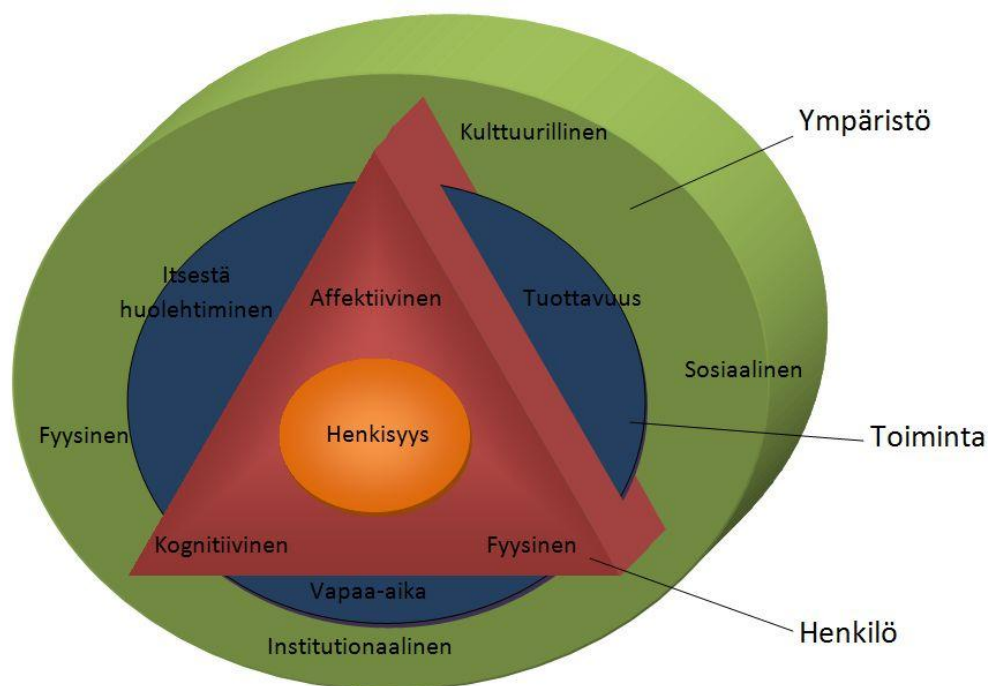 Kulttuurillinen
Ympäristö
Itsestä
huolehtiminen
Affektiivinen
Tuottavuus
Sosiaalinen
Fyysinen
Henkisyys
Toiminta
Kognitiivinen
Fyysinen
Vapaa-aika
Henkilö
Institutionaalinen